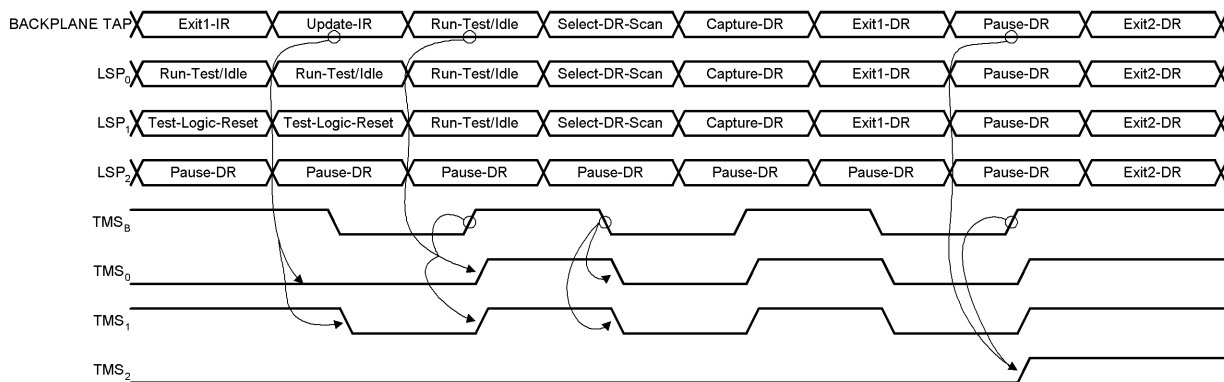 BACKPLANE TAP Exit1-IR Update-IR Run-Test/Idle Select-DR-Scan Capture-DR Exit1-DR Pause-DR Exit2-DR
LSP0 Run-Test/Idle Run-Test/Idle Run-Test/Idle Select-DR-Scan Capture-DR Exit1-DR Pause-DR Exit2-DR
LSP1 Test-Logic-Reset Test-Logic-Reset Run-Test/Idle Select-DR-Scan Capture-DR Exit1-DR Pause-DR Exit2-DR
LSP2 Pause-DR Pause-DR Pause-DR Pause-DR Pause-DR Pause-DR Pause-DR Exit2-DR
TMSB
TMS0
TMS1
TMS2